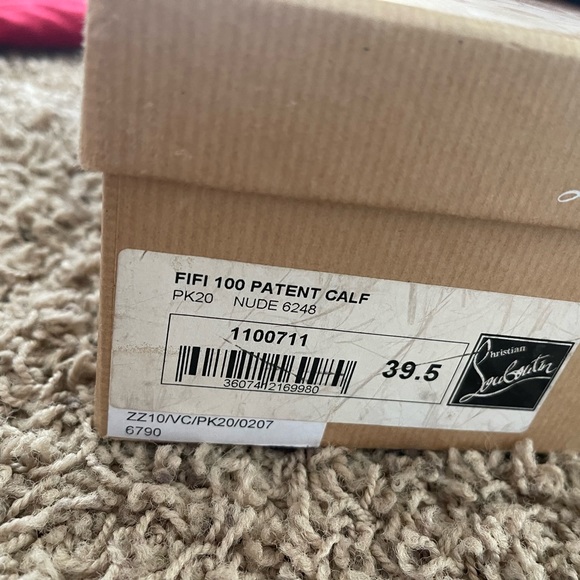 FIFI 100 PATENT CALF
PK20 NUDE 6248
1100711
3607412169980
39.5
Christian
Louboutin
ZZ10/VC/PK20/0207
6790